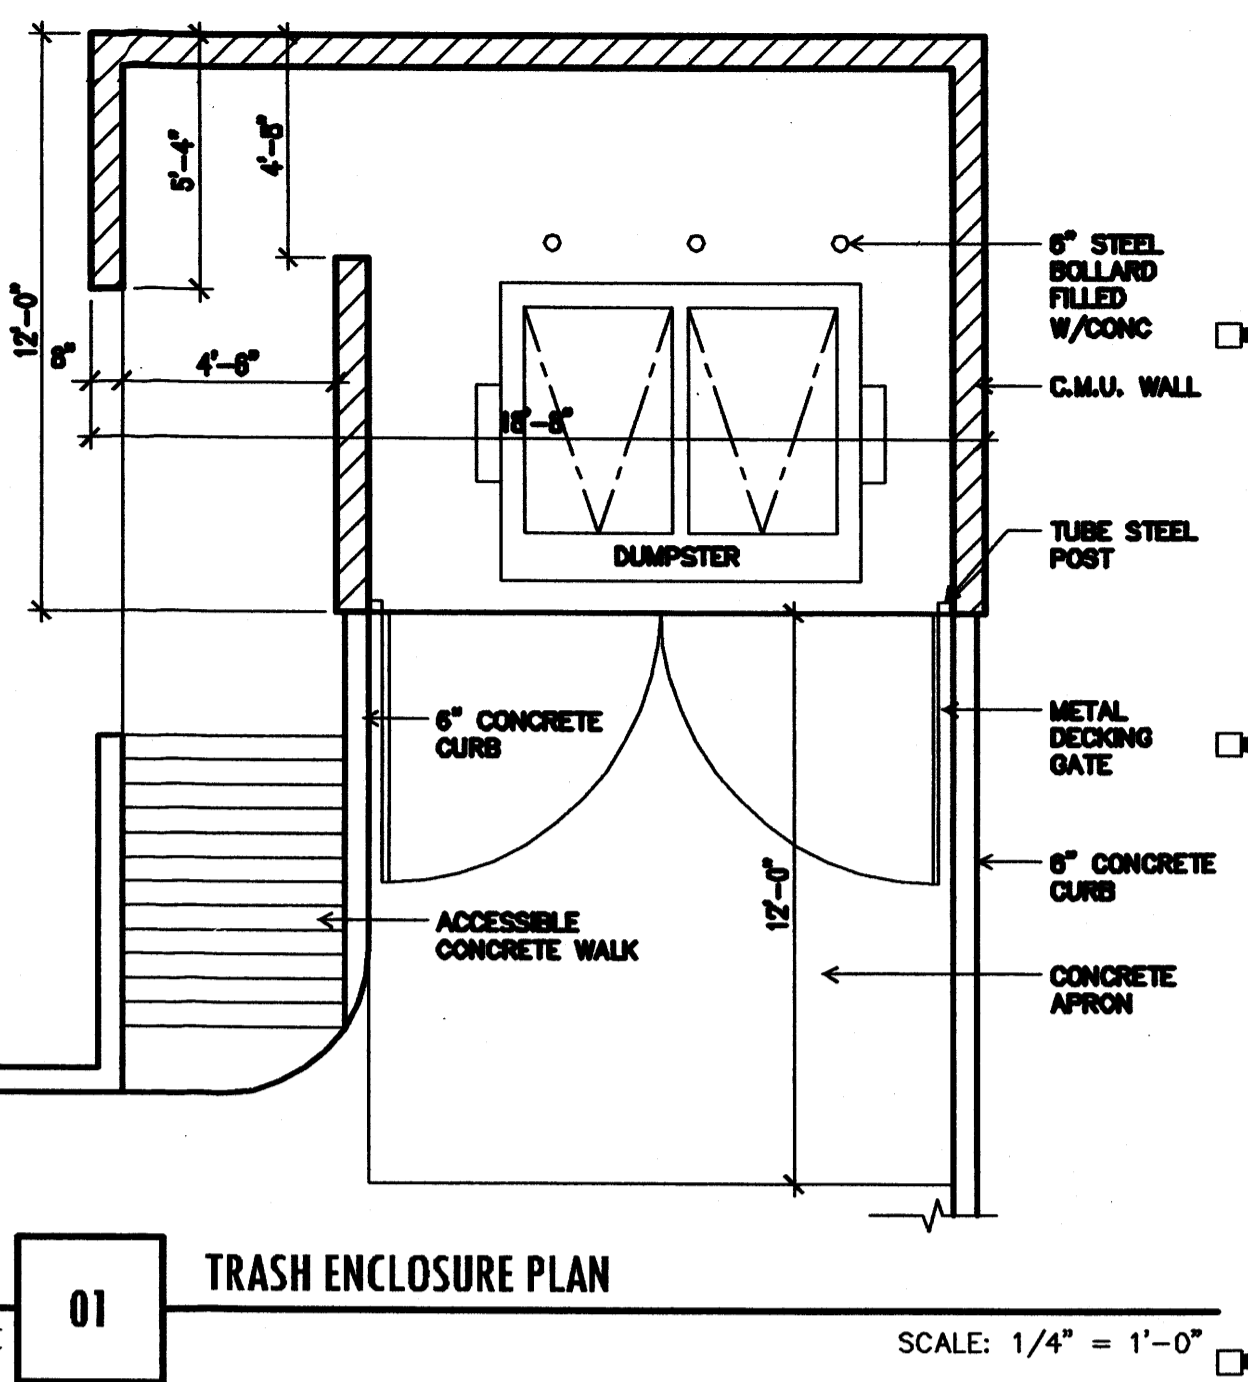 12'-0"
5'-4"
4'-8"
8"
4'-6"
18'-8"
6" STEEL
BOLLARD
FILLED
W/CONC
C.M.U. WALL
DUMPSTER
TUBE STEEL
POST
6" CONCRETE
CURB
METAL
DECKING
GATE
12'-0"
6" CONCRETE
CURB
ACCESSIBLE
CONCRETE WALK
CONCRETE
APRON
01
TRASH ENCLOSURE PLAN
SCALE: 1/4" = 1'-0"